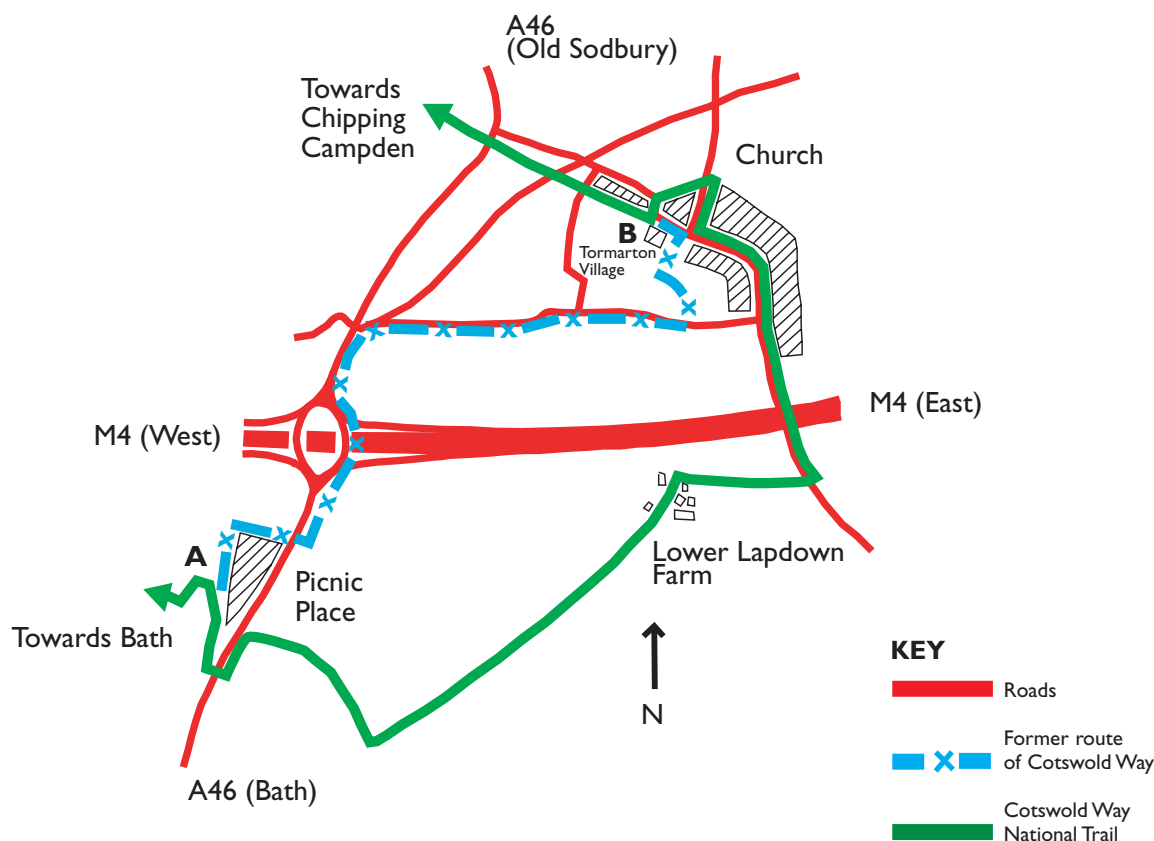 A46
(Old Sodbury)
Towards
Chipping
Campden
Church
B
Tormarton
Village
M4 (East)
M4 (West)
A
Picnic
Place
Lower Lapdown
Farm
Towards Bath
N
A46 (Bath)
KEY
Roads
Former route
of Cotswold Way
Cotswold Way
National Trail